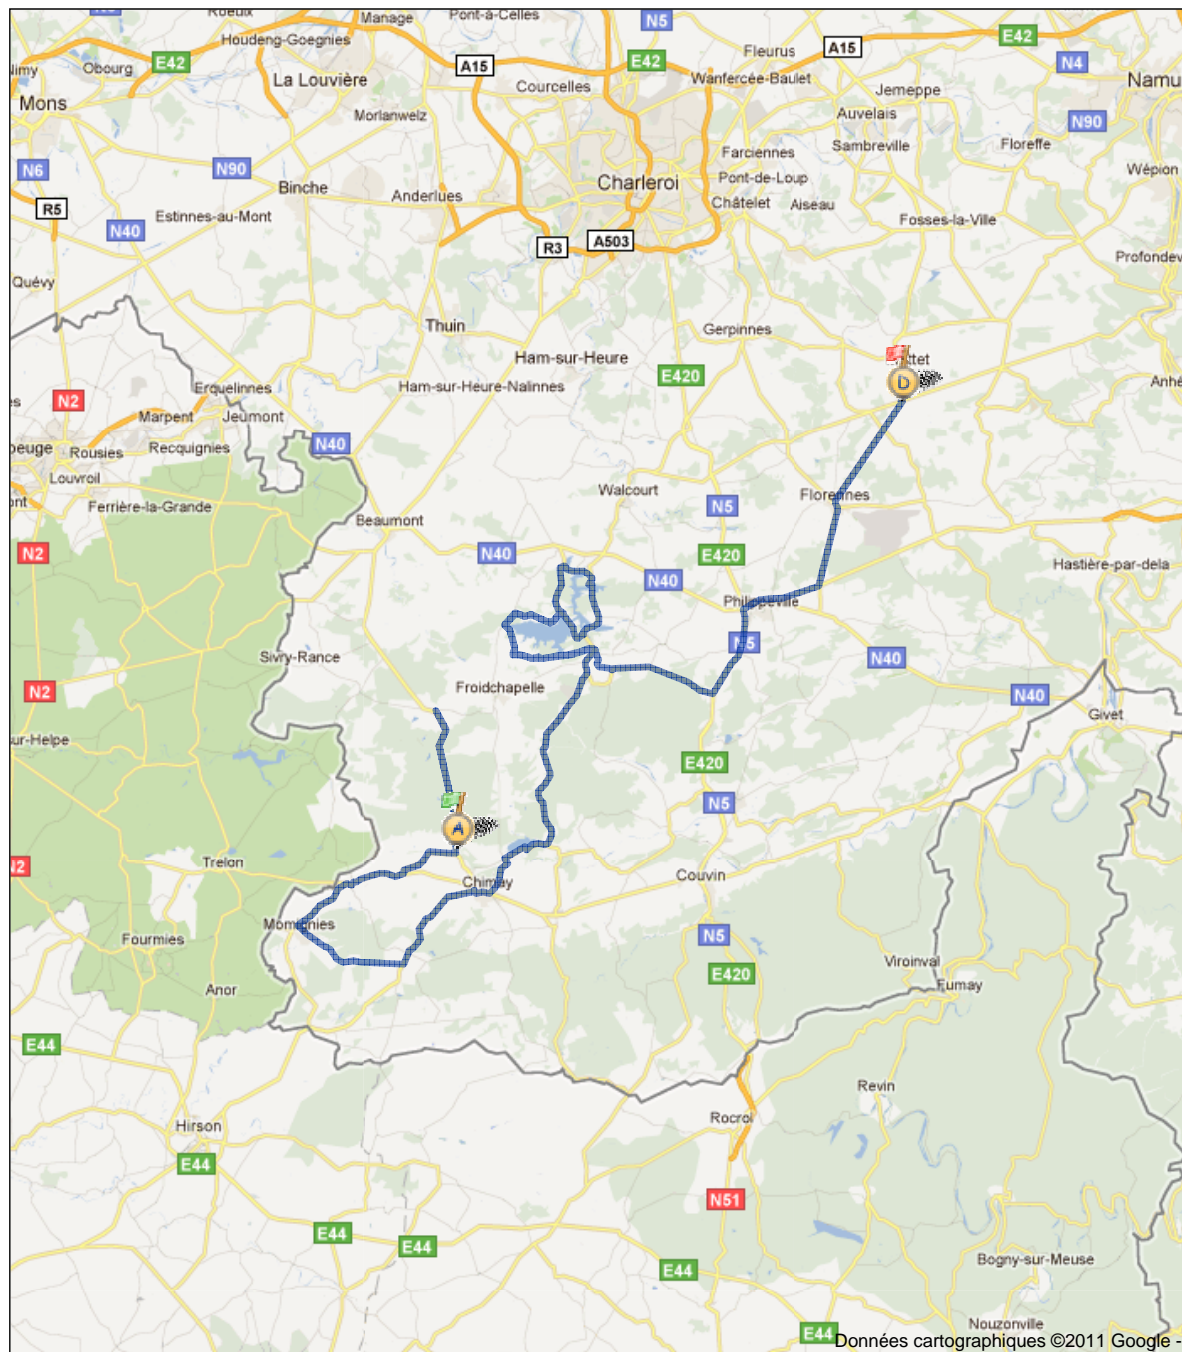 Roeulx
Manage
Pont-à-Celles
N5
Houdeng-Goegnies
Fleurus
A15
E42
Obourg
E42
A15
E42
N4
La Louvière
Courcelles
Wanfercée-Baulet
Namu
Mons
Jemeppe
Morlanwelz
Auvelais
N90
Farciennes
Sambreville
Floreffe
N6
N90
Binche
Anderlues
Charleroi
Pont-de-Loup
Wépion
R5
Estinnes-au-Mont
Châtelet
Aiseau
Fosses-la-Ville
N40
R3
A503
Profondev
Quévy
Thuin
Gerpinnes
Ham-sur-Heure
ttet
E420
D
Anhé
Erquelinnes
Ham-sur-Heure-Nalinnes
N2
Marpent
Jeumont
N40
Rousies
Recquignies
Louvroil
Walcourt
Florennes
Ferrière-la-Grande
N5
Beaumont
N2
N40
E420
Hastière-par-dela
N40
Philippeville
N5
Sivry-Rance
N40
Froidchapelle
N2
N40
Givet
ur-Helpe
E420
N5
A
Trelon
N2
Chimay
Couvin
Momignies
Fourmies
N5
Viroinval
E420
Anor
Fumay
E44
Revin
Rocroi
Hirson
E44
N51
E44
E44
Bogny-sur-Meuse
E44
Nouzonville
E44
Données cartographiques ©2011 Google -